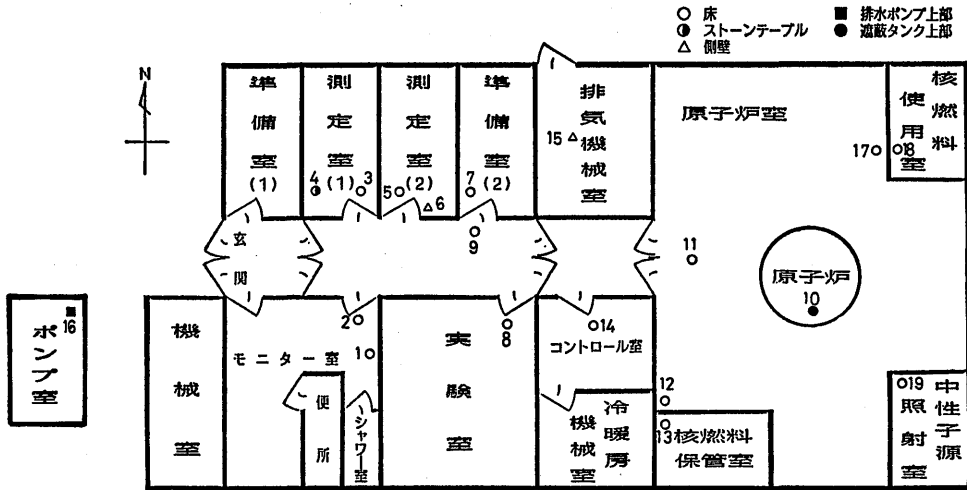 ○ 床
■ 排水ポンプ上部
◑ ストーンテーブル
● 遮蔽タンク上部
△ 側壁
N
準備室(1)
測定室(1)
測定室(2)
準備室(2)
排気機械室
原子炉室
核燃料使用室
4
3
5
6
7
15
17
18
玄関
9
11
原子炉
10
ポンプ室
16
機械室
モニター室
2
1
便所
シャワー室
実験室
8
14
コントロール室
冷暖房機械室
12
13
核燃料保管室
19
中性子源照射室